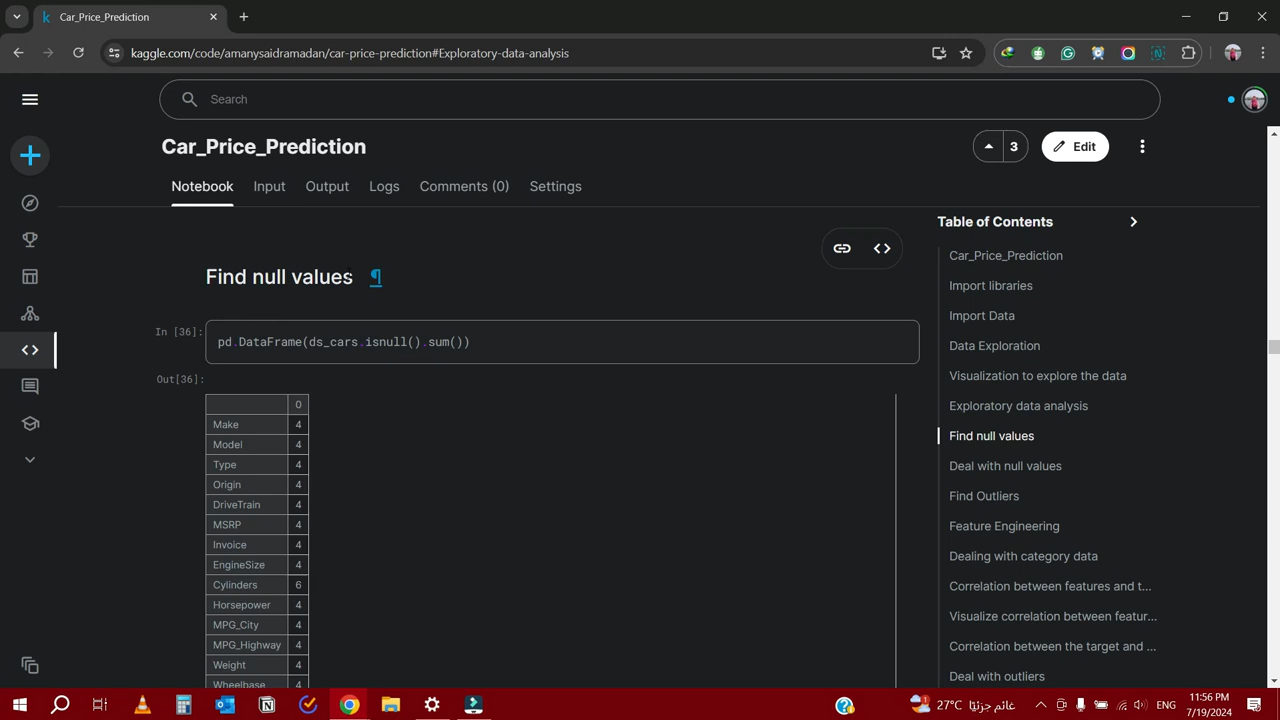 Car_Price_Prediction
kaggle.com/code/amanysaidramadan/car-price-prediction#Exploratory-data-analysis
Search
Car_Price_Prediction
3
Edit
Notebook
Input
Output
Logs
Comments (0)
Settings
Find null values ¶
In [36]:
pd.DataFrame(ds_cars.isnull().sum())
Out[36]:
0
Make 4
Model 4
Type 4
Origin 4
DriveTrain 4
MSRP 4
Invoice 4
EngineSize 4
Cylinders 6
Horsepower 4
MPG_City 4
MPG_Highway 4
Weight 4
Wheelbase 4
Table of Contents
Car_Price_Prediction
Import libraries
Import Data
Data Exploration
Visualization to explore the data
Exploratory data analysis
Find null values
Deal with null values
Find Outliers
Feature Engineering
Dealing with category data
Correlation between features and t...
Visualize correlation between featur...
Correlation between the target and ...
Deal with outliers
27°C غائم جزئيًا
ENG
11:56 PM
7/19/2024